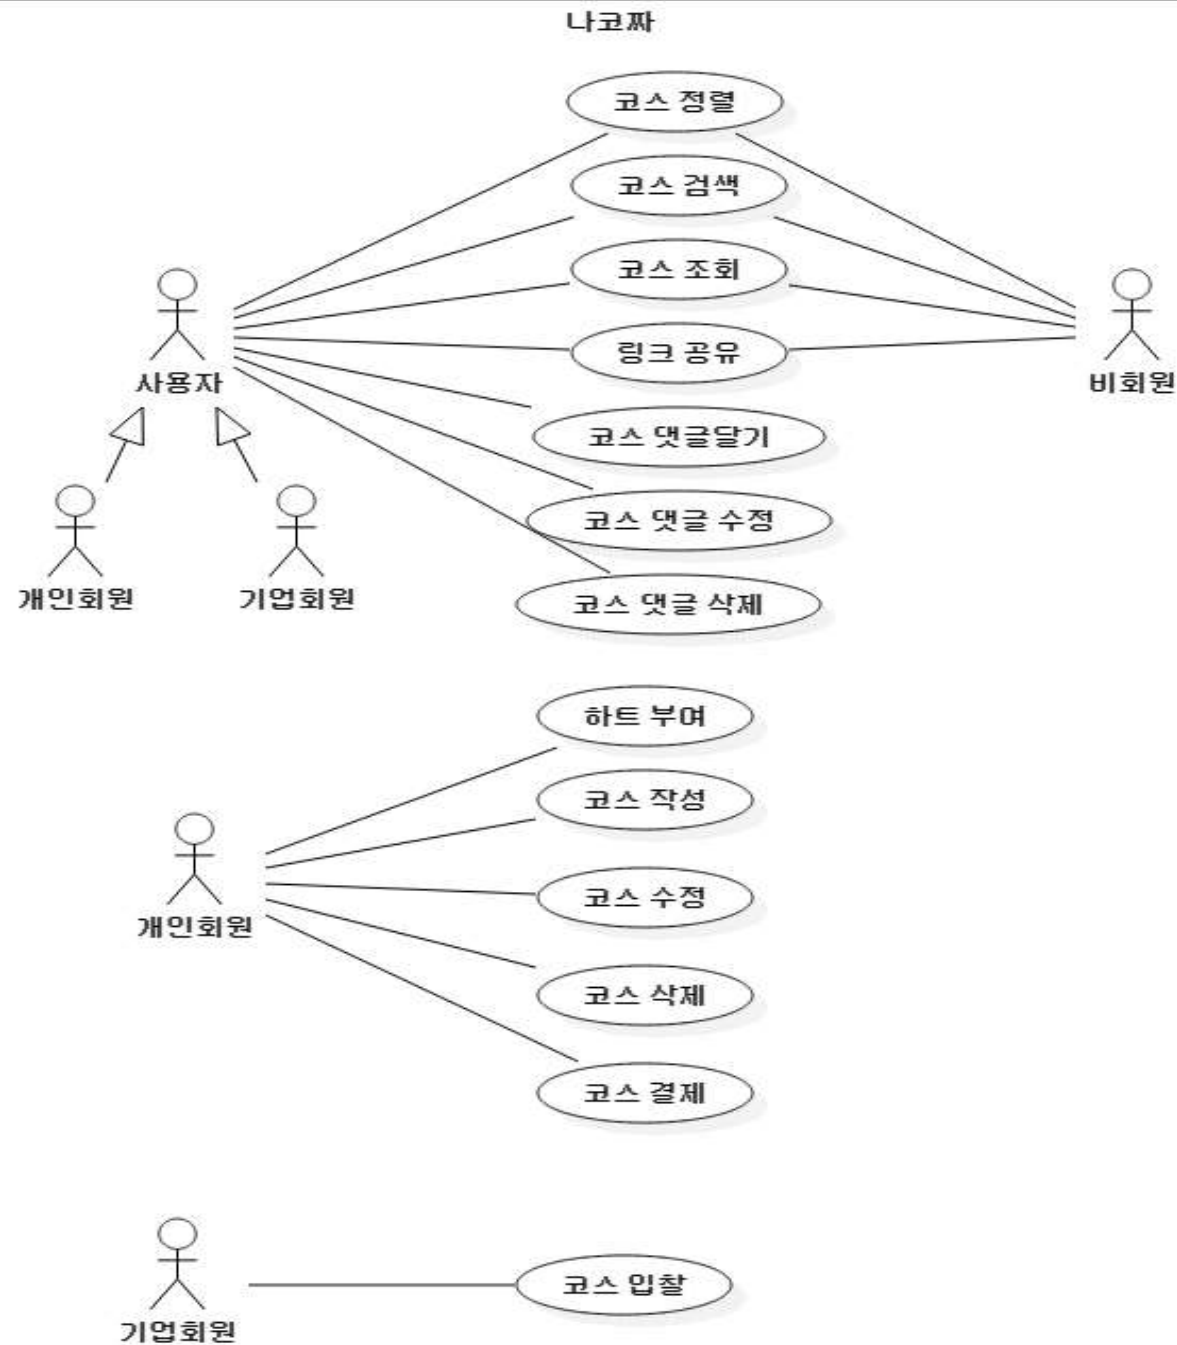 나코짜
코스 정렬
코스 검색
코스 조회
링크 공유
사용자
비회원
코스 댓글달기
코스 댓글 수정
개인회원
기업회원
코스 댓글 삭제
하트 부여
코스 작성
코스 수정
개인회원
코스 삭제
코스 결제
코스 입찰
기업회원